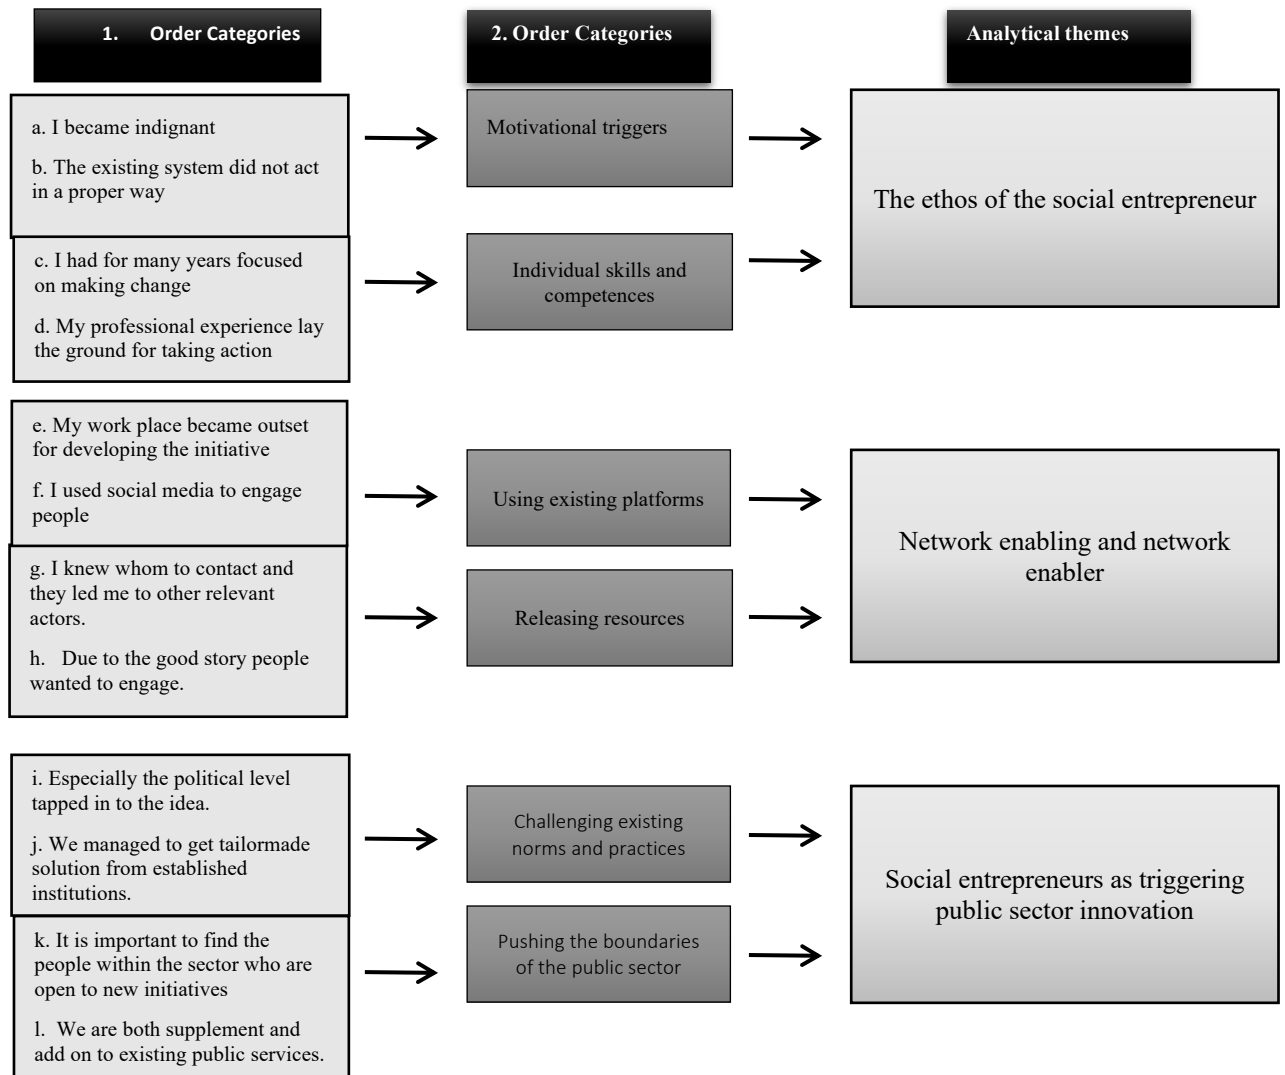 1. Order Categories
2. Order Categories
Analytical themes
a. I became indignant
b. The existing system did not act
in a proper way
Motivational triggers
The ethos of the social entrepreneur
c. I had for many years focused
on making change
d. My professional experience lay
the ground for taking action
Individual skills and
competences
e. My work place became outset
for developing the initiative
f. I used social media to engage
people
Using existing platforms
Network enabling and network
enabler
g. I knew whom to contact and
they led me to other relevant
actors.
h. Due to the good story people
wanted to engage.
Releasing resources
i. Especially the political level
tapped in to the idea.
j. We managed to get tailormade
solution from established
institutions.
Challenging existing
norms and practices
Social entrepreneurs as triggering
public sector innovation
k. It is important to find the
people within the sector who are
open to new initiatives
l. We are both supplement and
add on to existing public services.
Pushing the boundaries
of the public sector